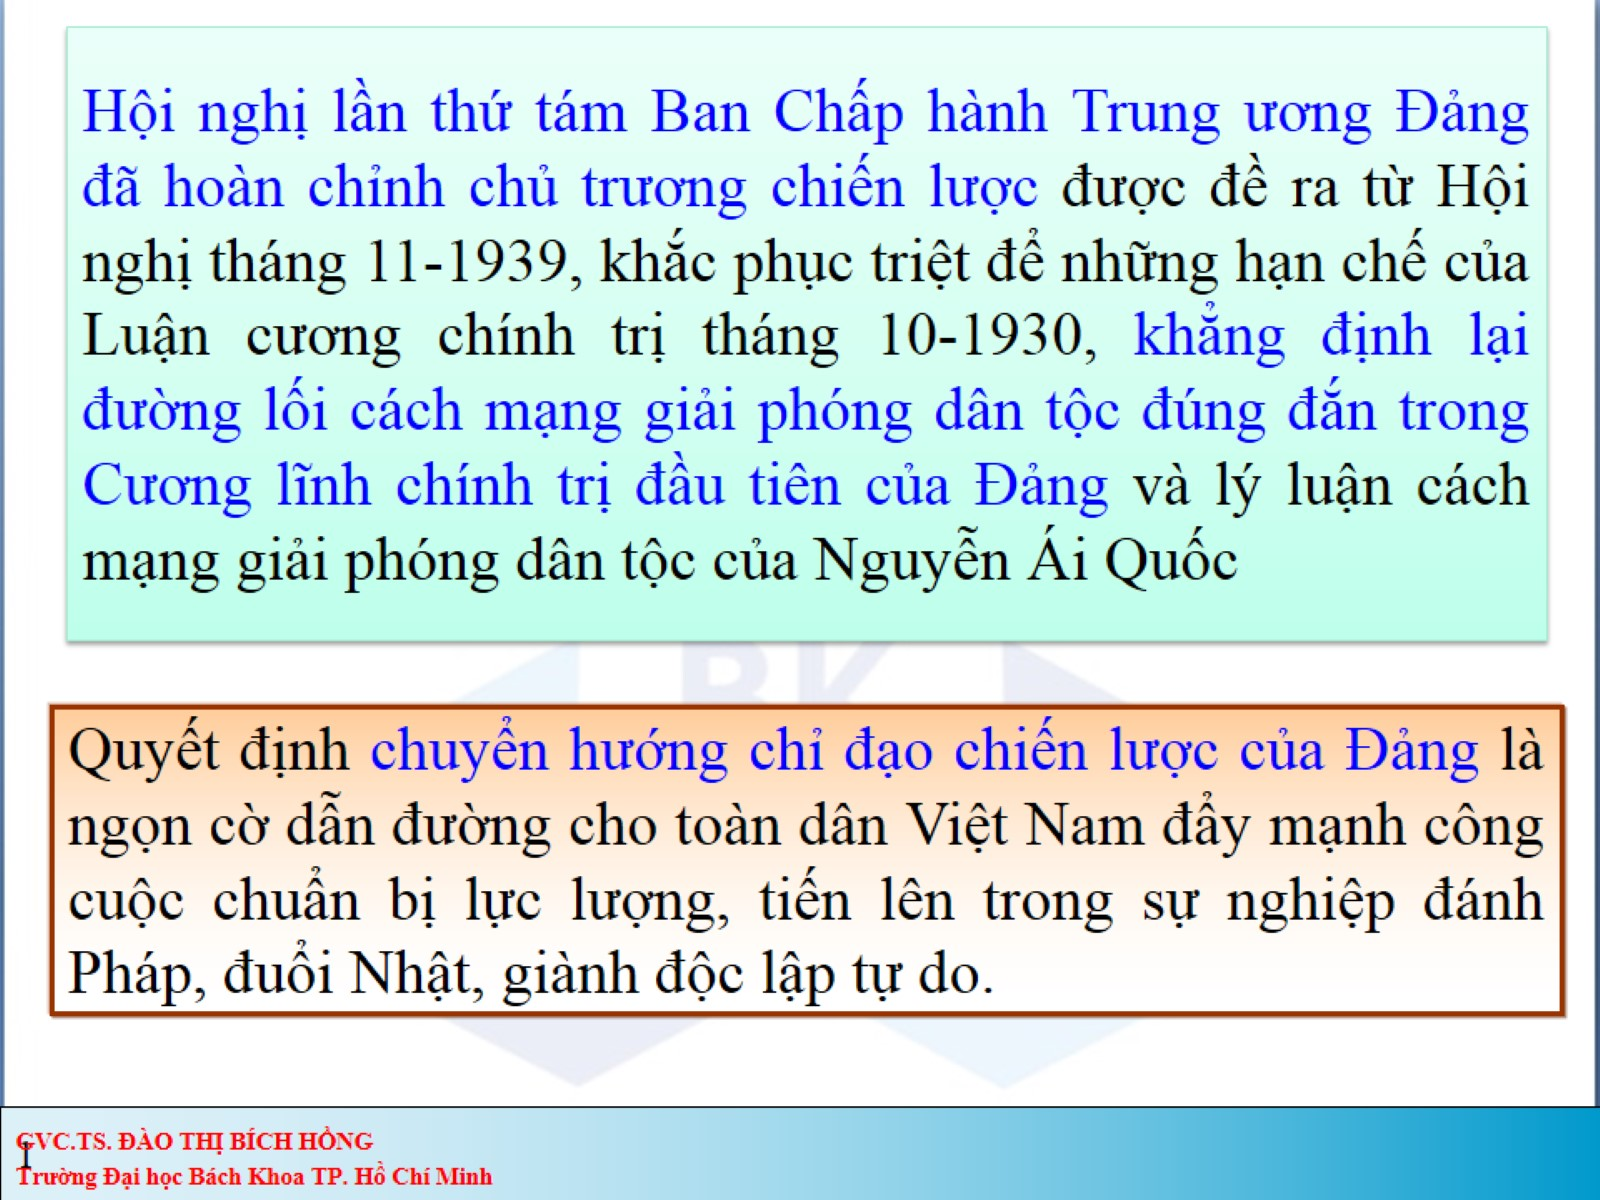 Hội nghị lần thứ tám Ban Chấp hành Trung ương Đảng
đã hoàn chỉnh chủ trương chiến lược được đề ra từ Hội
nghị tháng 11-1939, khắc phục triệt để những hạn chế của
Luận cương chính trị tháng 10-1930, khẳng định lại
đường lối cách mạng giải phóng dân tộc đúng đắn trong
Cương lĩnh chính trị đầu tiên của Đảng và lý luận cách
mạng giải phóng dân tộc của Nguyễn Ái Quốc
BK
Quyết định chuyển hướng chỉ đạo chiến lược của Đảng là
ngọn cờ dẫn đường cho toàn dân Việt Nam đẩy mạnh công
cuộc chuẩn bị lực lượng, tiến lên trong sự nghiệp đánh
Pháp, đuổi Nhật, giành độc lập tự do.
GVC.TS. ĐÀO THỊ BÍCH HỒNG
1
Trường Đại học Bách Khoa TP. Hồ Chí Minh